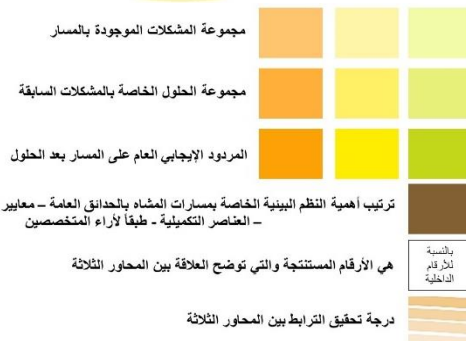 مجموعة المشكلات الموجودة بالمسار
مجموعة الحلول الخاصة بالمشكلات السابقة
المردود الإيجابي العام على المسار بعد الحلول
ترتيب أهمية النظم البيئية الخاصة بمسارات المشاه بالحدائق العامة – معايير
– العناصر التكميلية - طبقاً لأراء المتخصصين
بالنسبة
للأرقام
الداخلية
هي الأرقام المستنتجة والتي توضح العلاقة بين المحاور الثلاثة
درجة تحقيق الترابط بين المحاور الثلاثة